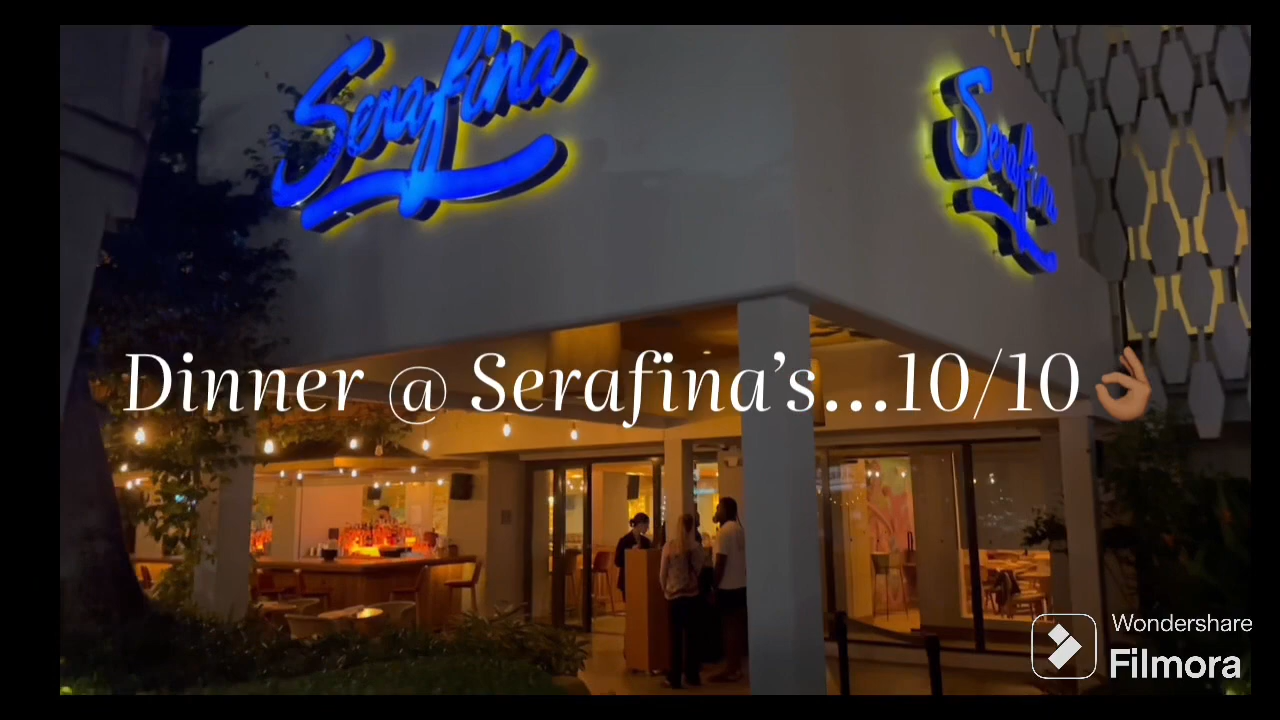 Serafina
Serafina
Dinner @ Serafina's...10/10👌🏽
Wondershare
Filmora